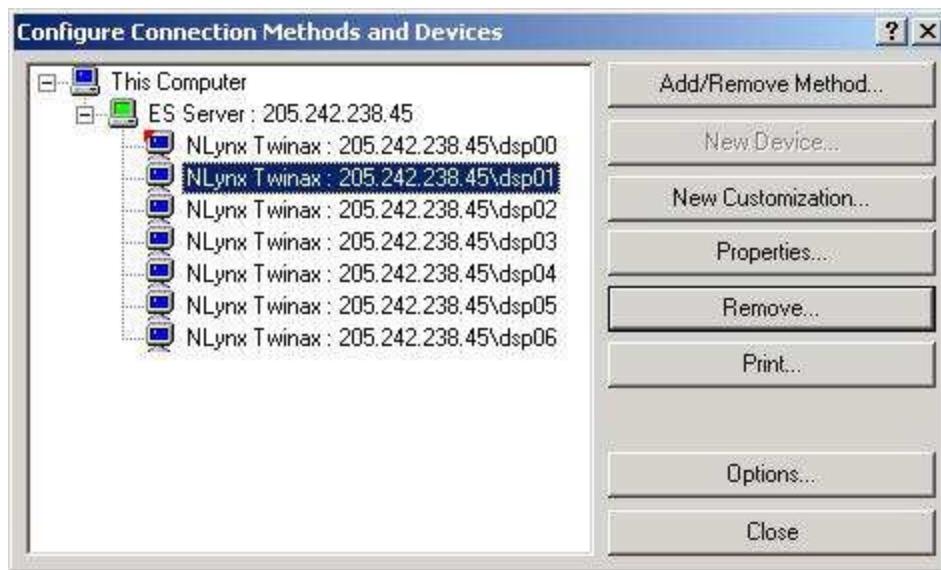 Configure Connection Methods and Devices
This Computer
ES Server : 205.242.238.45
NLynx Twinax : 205.242.238.45\dsp00
NLynx Twinax : 205.242.238.45\dsp01
NLynx Twinax : 205.242.238.45\dsp02
NLynx Twinax : 205.242.238.45\dsp03
NLynx Twinax : 205.242.238.45\dsp04
NLynx Twinax : 205.242.238.45\dsp05
NLynx Twinax : 205.242.238.45\dsp06
Add/Remove Method...
New Device...
New Customization...
Properties...
Remove...
Print...
Options...
Close